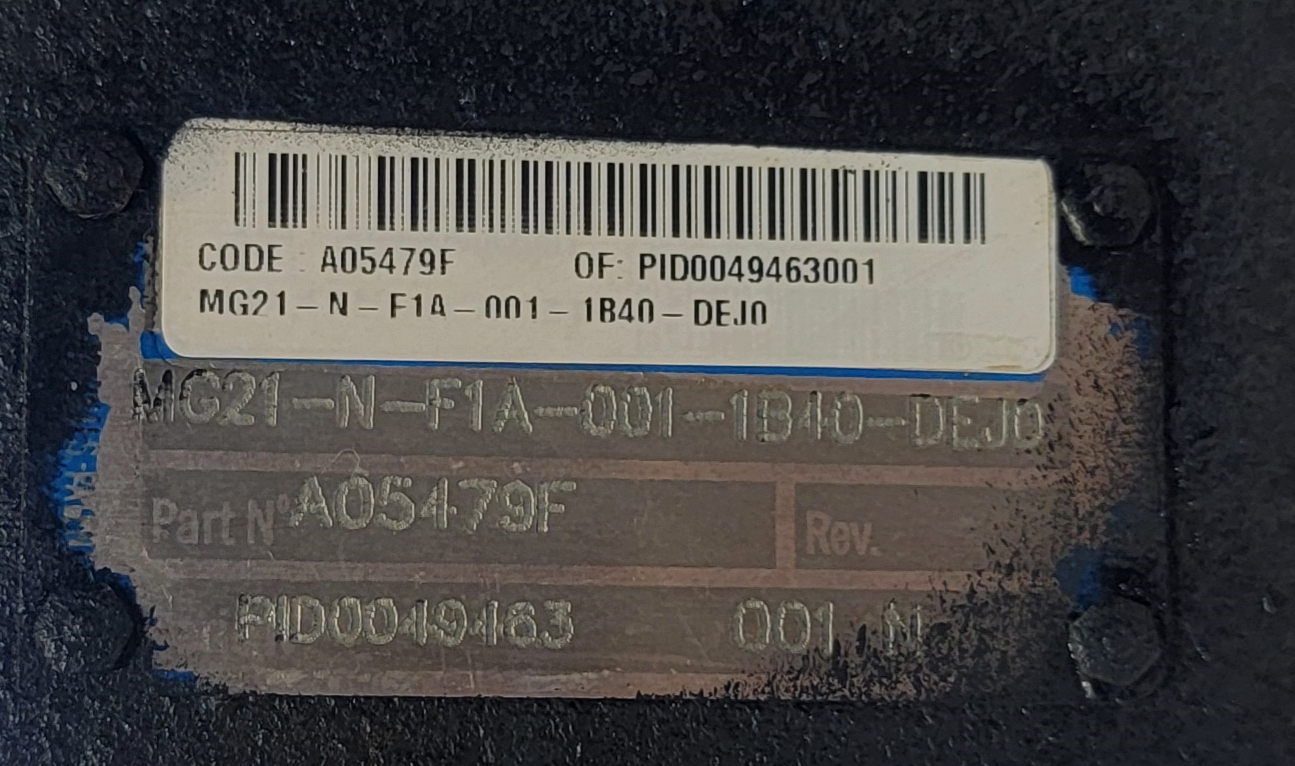 CODE : A05479F OF: PID0049463001
MG21-N-F1A-001-1B40-DEJ0
MG21-N-F1A-001-1B40-DEJ0
Part N° A05479F Rev.
PID0049463 001 N